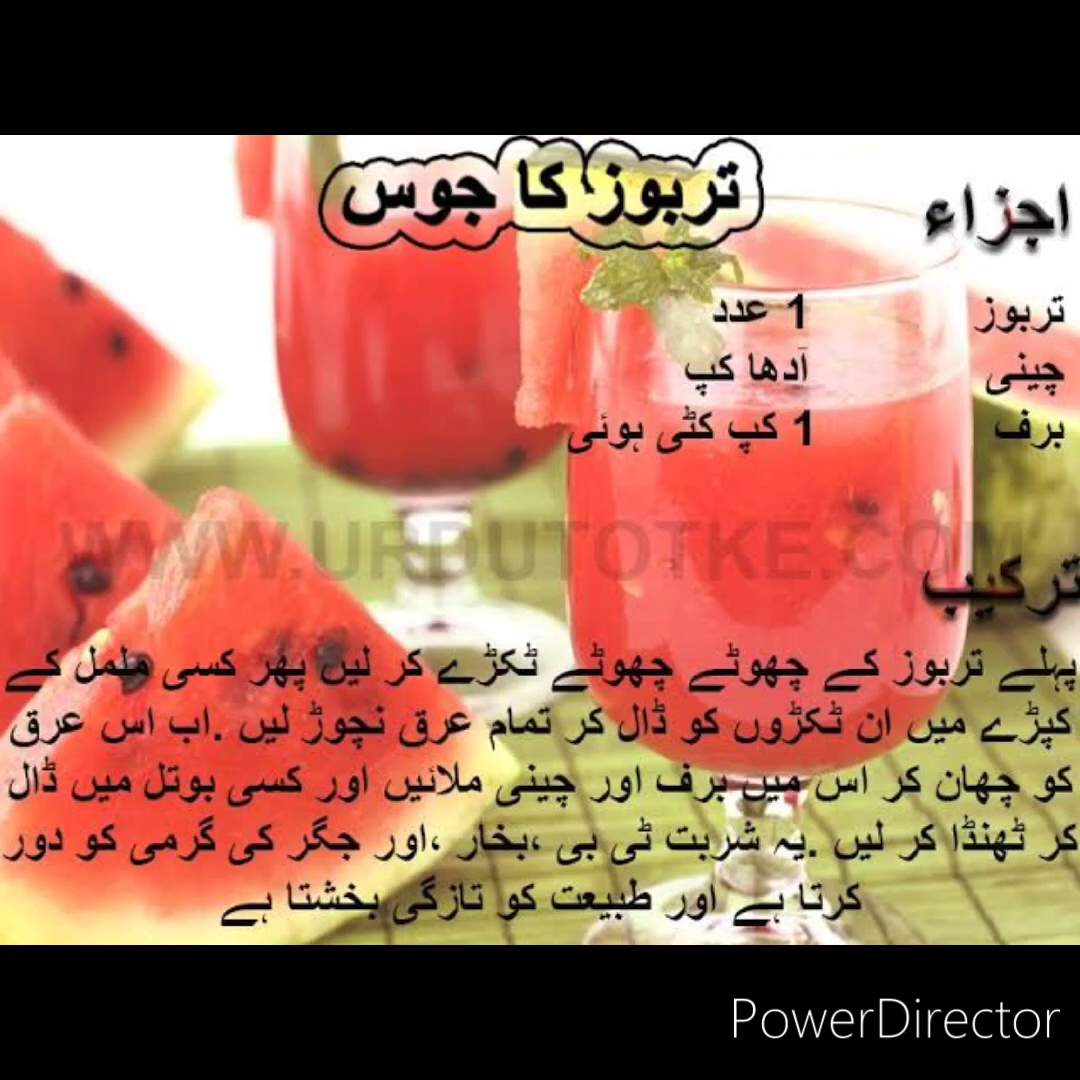 تربوز کا جوس
اجزاء
تربوز 1 عدد
چینی آدھا کپ
برف 1 کپ کٹی ہوئی
WWW.URDUTOTKE.COM
ترکیب
پہلے تربوز کے چھوٹے چھوٹے ٹکڑے کر لیں پھر کسی ململ کے
کپڑے میں ان ٹکڑوں کو ڈال کر تمام عرق نچوڑ لیں .اب اس عرق
کو چھان کر اس میں برف اور چینی ملائیں اور کسی بوتل میں ڈال
کر ٹھنڈا کر لیں .یہ شربت ٹی بی ،بخار ،اور جگر کی گرمی کو دور
کرتا ہے اور طبیعت کو تازگی بخشتا ہے
PowerDirector